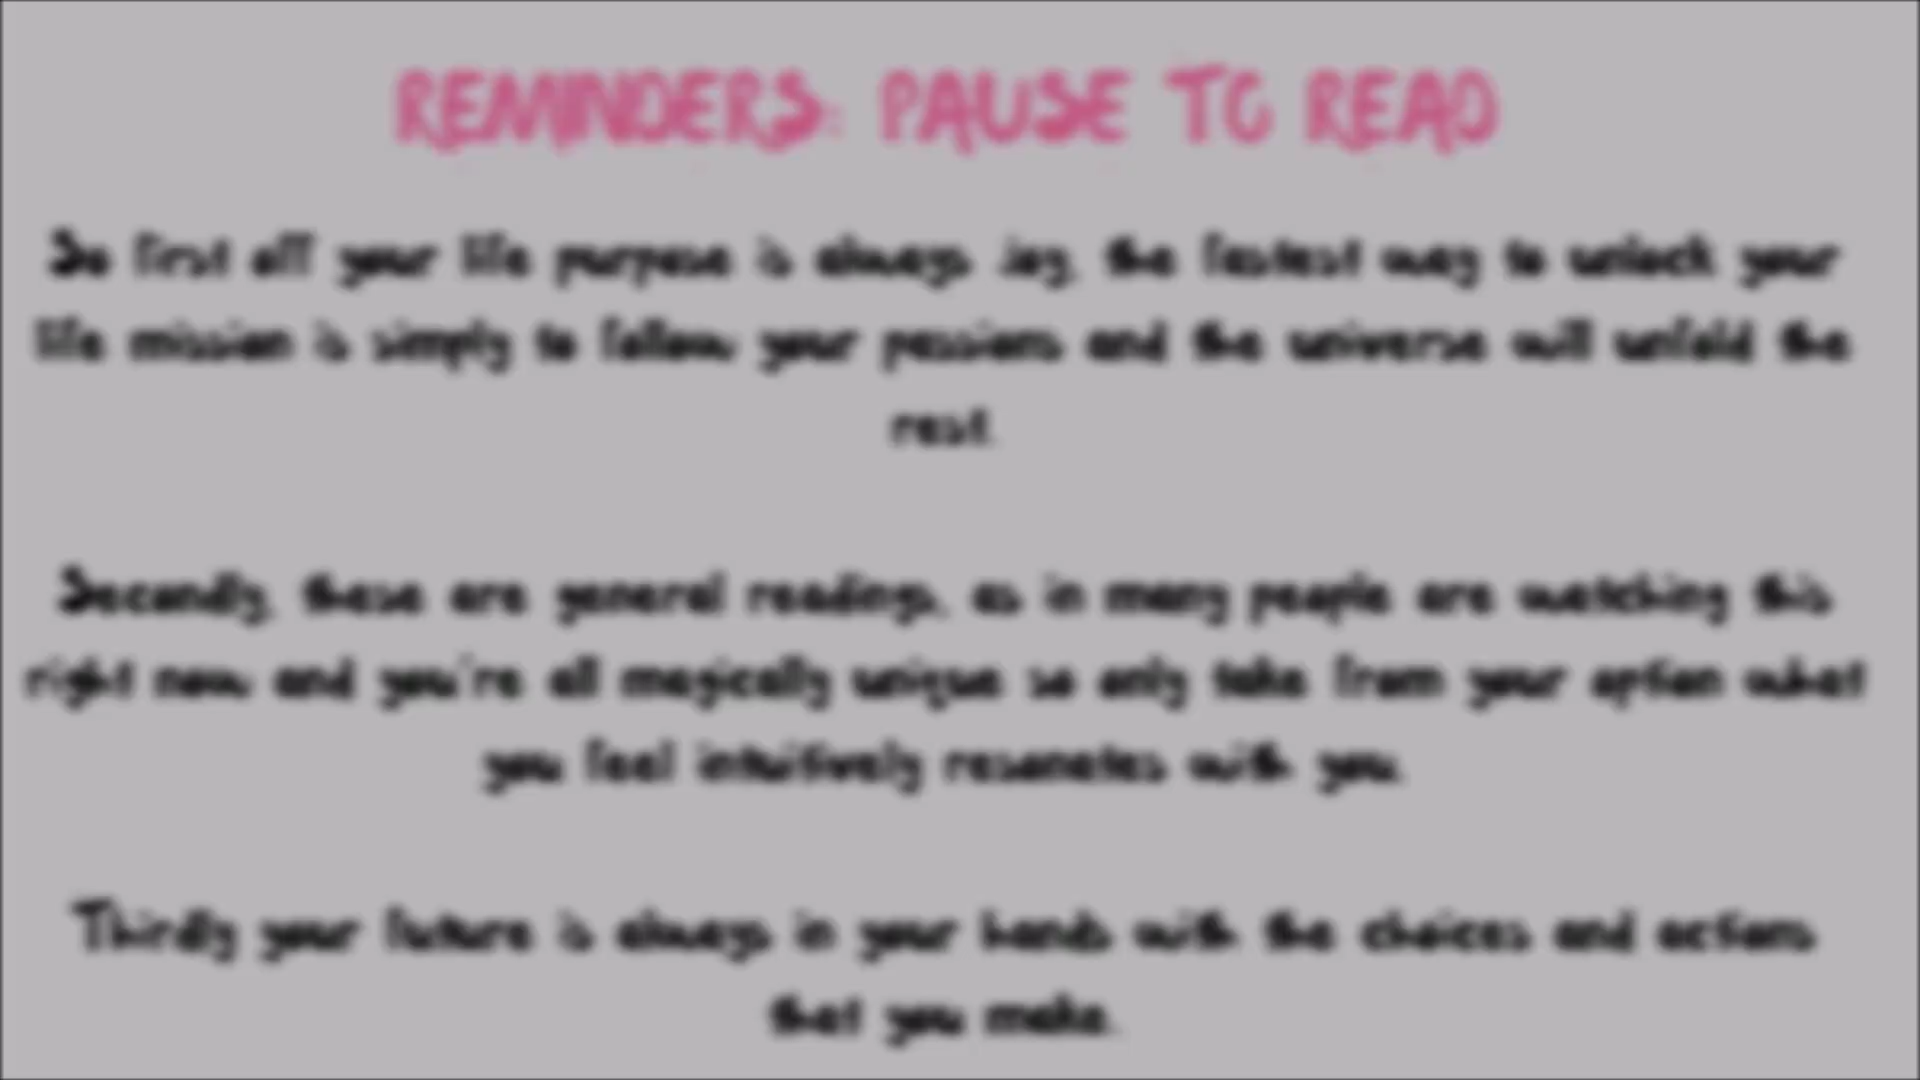 REMINDERS: PAUSE TO READ
So first off your life purpose is always joy, the fastest way to unlock your
life mission is simply to follow your passions and the universe will unfold the
rest.
Secondly, these are general readings, as in many people are watching this
right now and you're all magically unique so only take from your option what
you feel intuitively resonates with you.
Thirdly your future is always in your hands with the choices and actions
that you make.